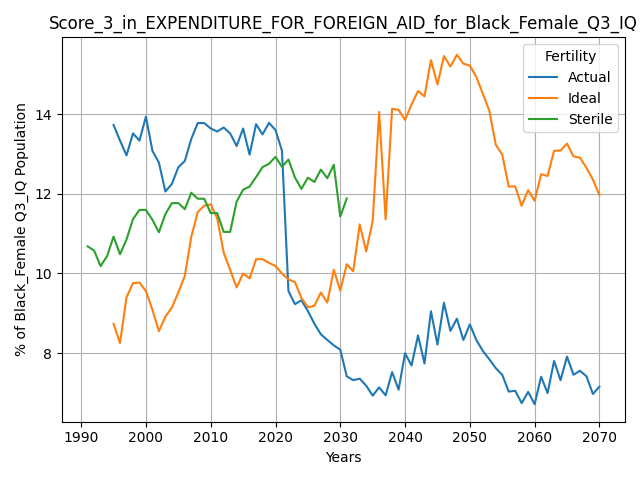 Score_3_in_EXPENDITURE_FOR_FOREIGN_AID_for_Black_Female_Q3_IQ
% of Black_Female Q3_IQ Population
14
12
10
8
Fertility
Actual
Ideal
Sterile
1990 2000 2010 2020 2030 2040 2050 2060 2070
Years